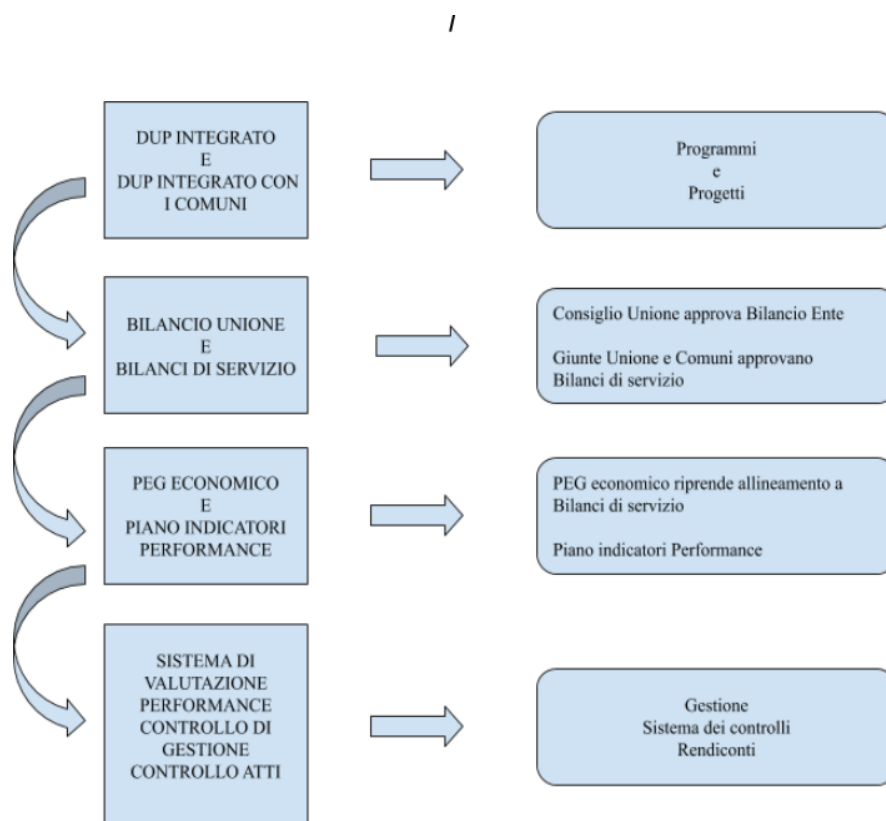 I
DUP INTEGRATO
E
DUP INTEGRATO CON
I COMUNI
Programmi
e
Progetti
BILANCIO UNIONE
E
BILANCI DI SERVIZIO
Consiglio Unione approva Bilancio Ente
Giunte Unione e Comuni approvano
Bilanci di servizio
PEG ECONOMICO
E
PIANO INDICATORI
PERFORMANCE
PEG economico riprende allineamento a
Bilanci di servizio
Piano indicatori Performance
SISTEMA DI
VALUTAZIONE
PERFORMANCE
CONTROLLO DI
GESTIONE
CONTROLLO ATTI
Gestione
Sistema dei controlli
Rendiconti